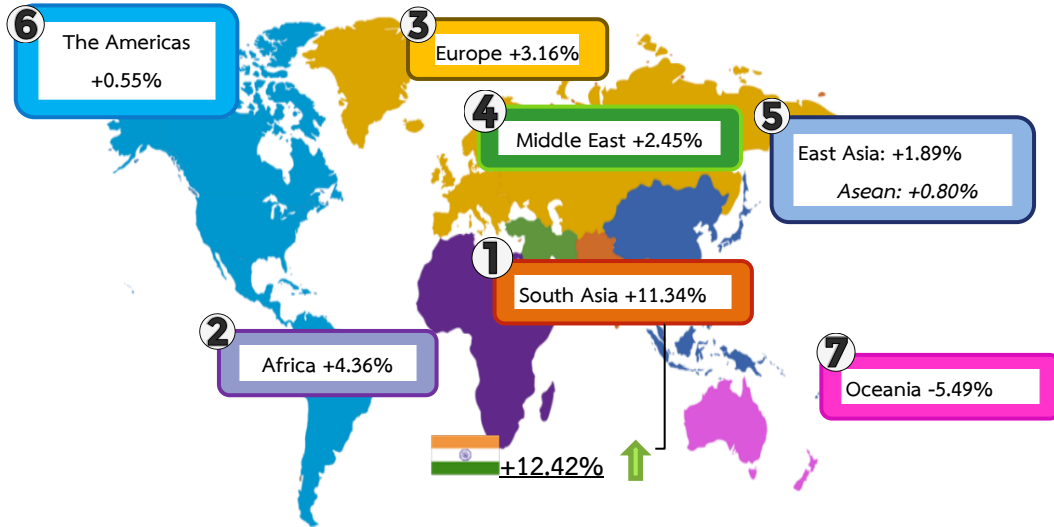 6
The Americas
+0.55%
3
Europe +3.16%
4
Middle East +2.45%
5
East Asia: +1.89%
Asean: +0.80%
1
South Asia +11.34%
2
Africa +4.36%
7
Oceania -5.49%
+12.42%